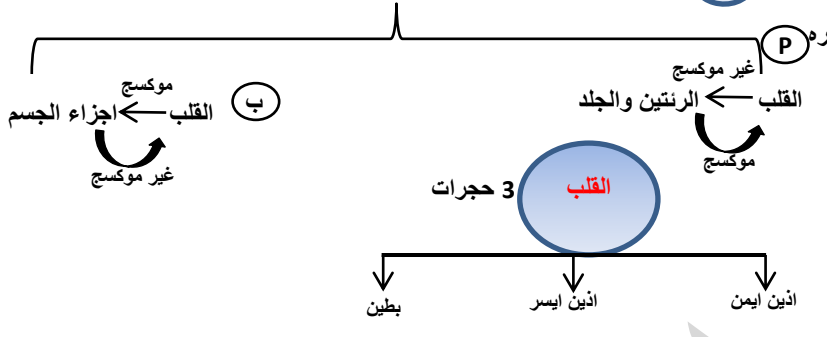 P
غير موكسج
القلب ← الرئتين والجلد
موكسج
ب
موكسج
القلب ← اجزاء الجسم
غير موكسج
القلب
3 حجرات
اذين ايمن
اذين ايسر
بطين